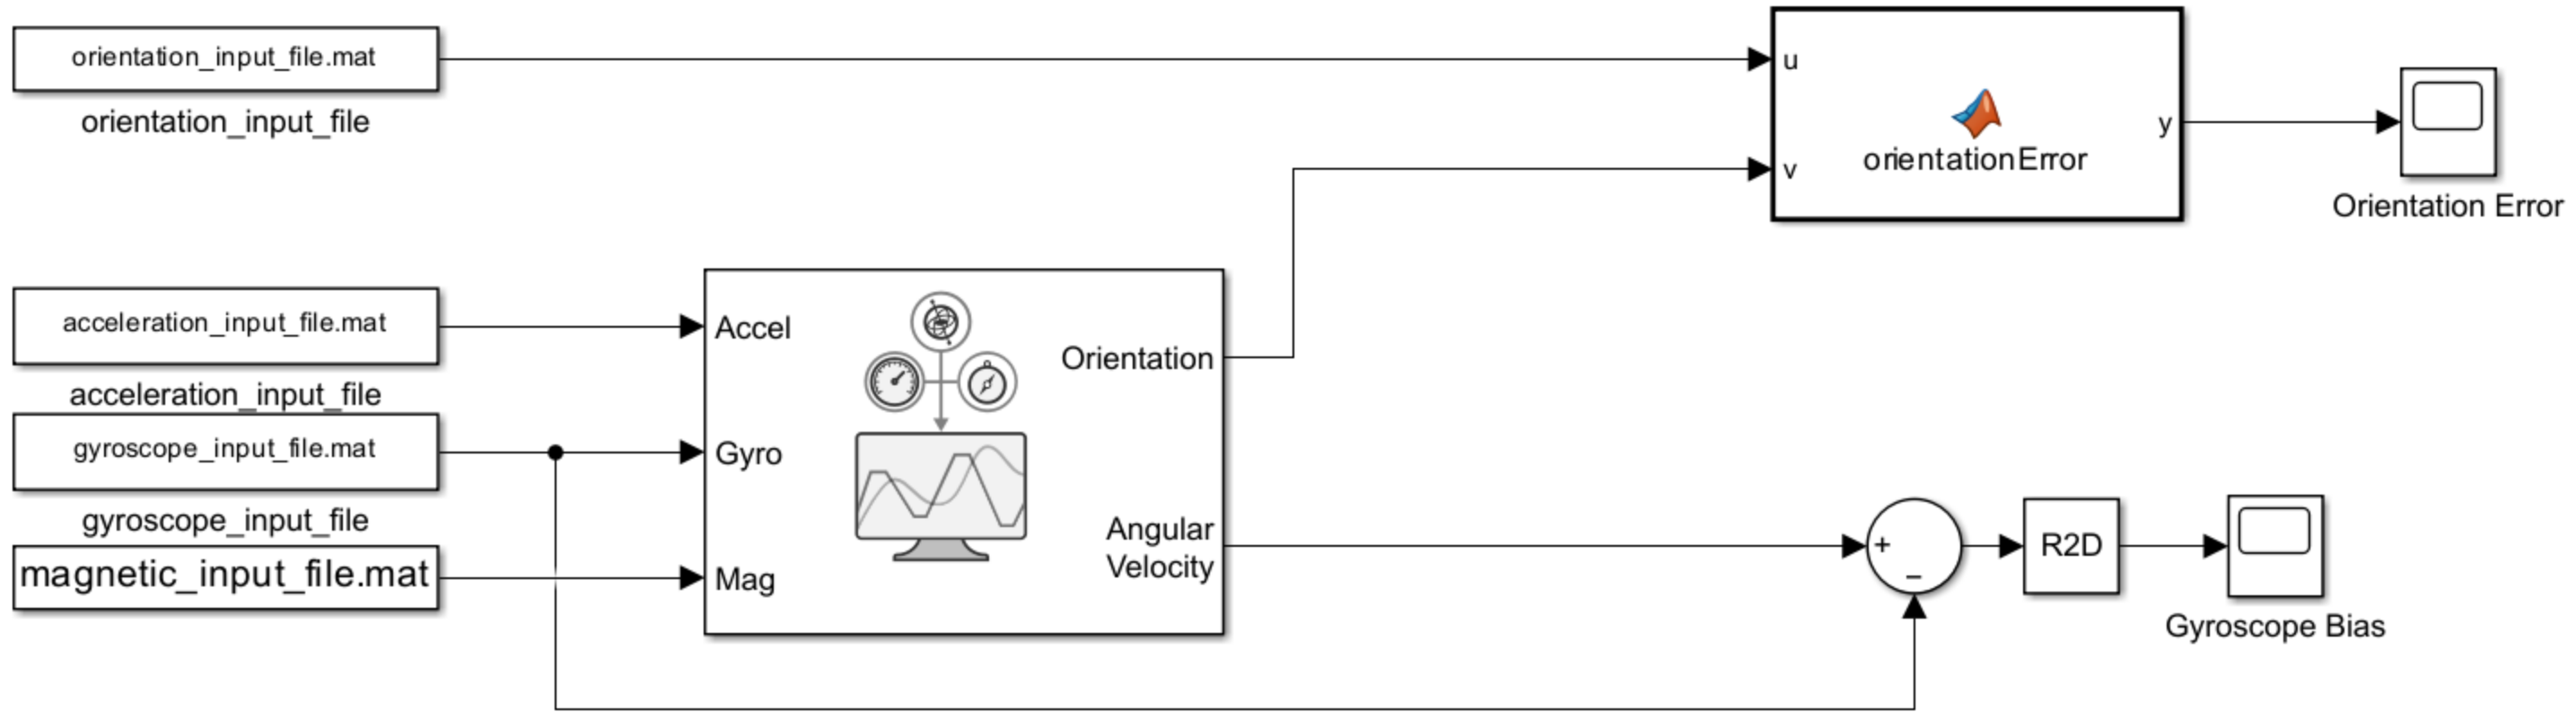 orientation_input_file.mat
orientation_input_file
u
v
orientationError
y
Orientation Error
acceleration_input_file.mat
acceleration_input_file
gyroscope_input_file.mat
gyroscope_input_file
magnetic_input_file.mat
Accel
Gyro
Mag
Orientation
Angular
Velocity
+
−
R2D
Gyroscope Bias